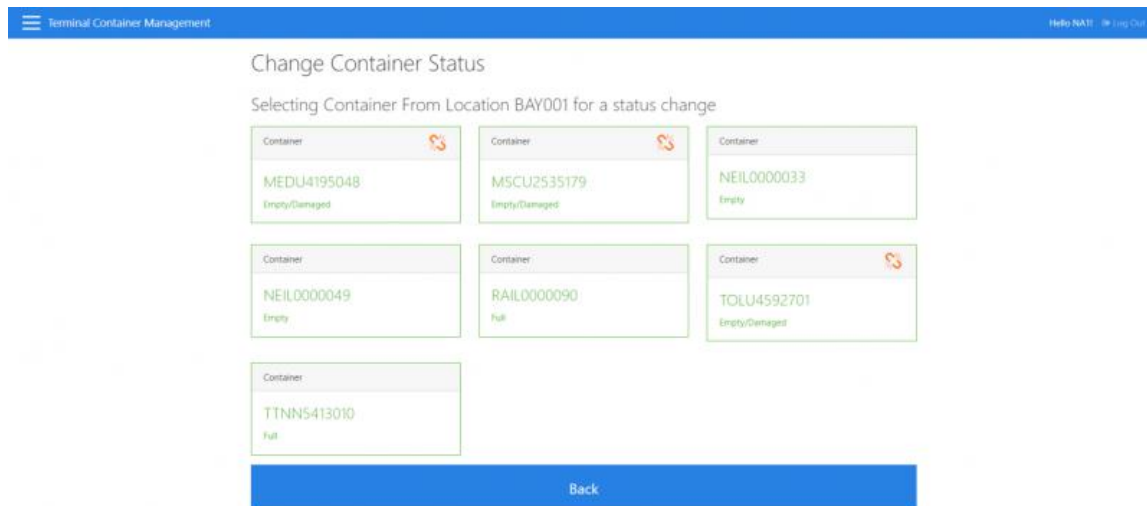 Terminal Container Management
Hello NAT! Log Out
Change Container Status
Selecting Container From Location BAY001 for a status change
Container
MEDU4195048
Empty/Damaged
Container
MSCU2535179
Empty/Damaged
Container
NEIL0000033
Empty
Container
NEIL0000049
Empty
Container
RAIL0000090
Full
Container
TOLU4592701
Empty/Damaged
Container
TTNN5413010
Full
Back